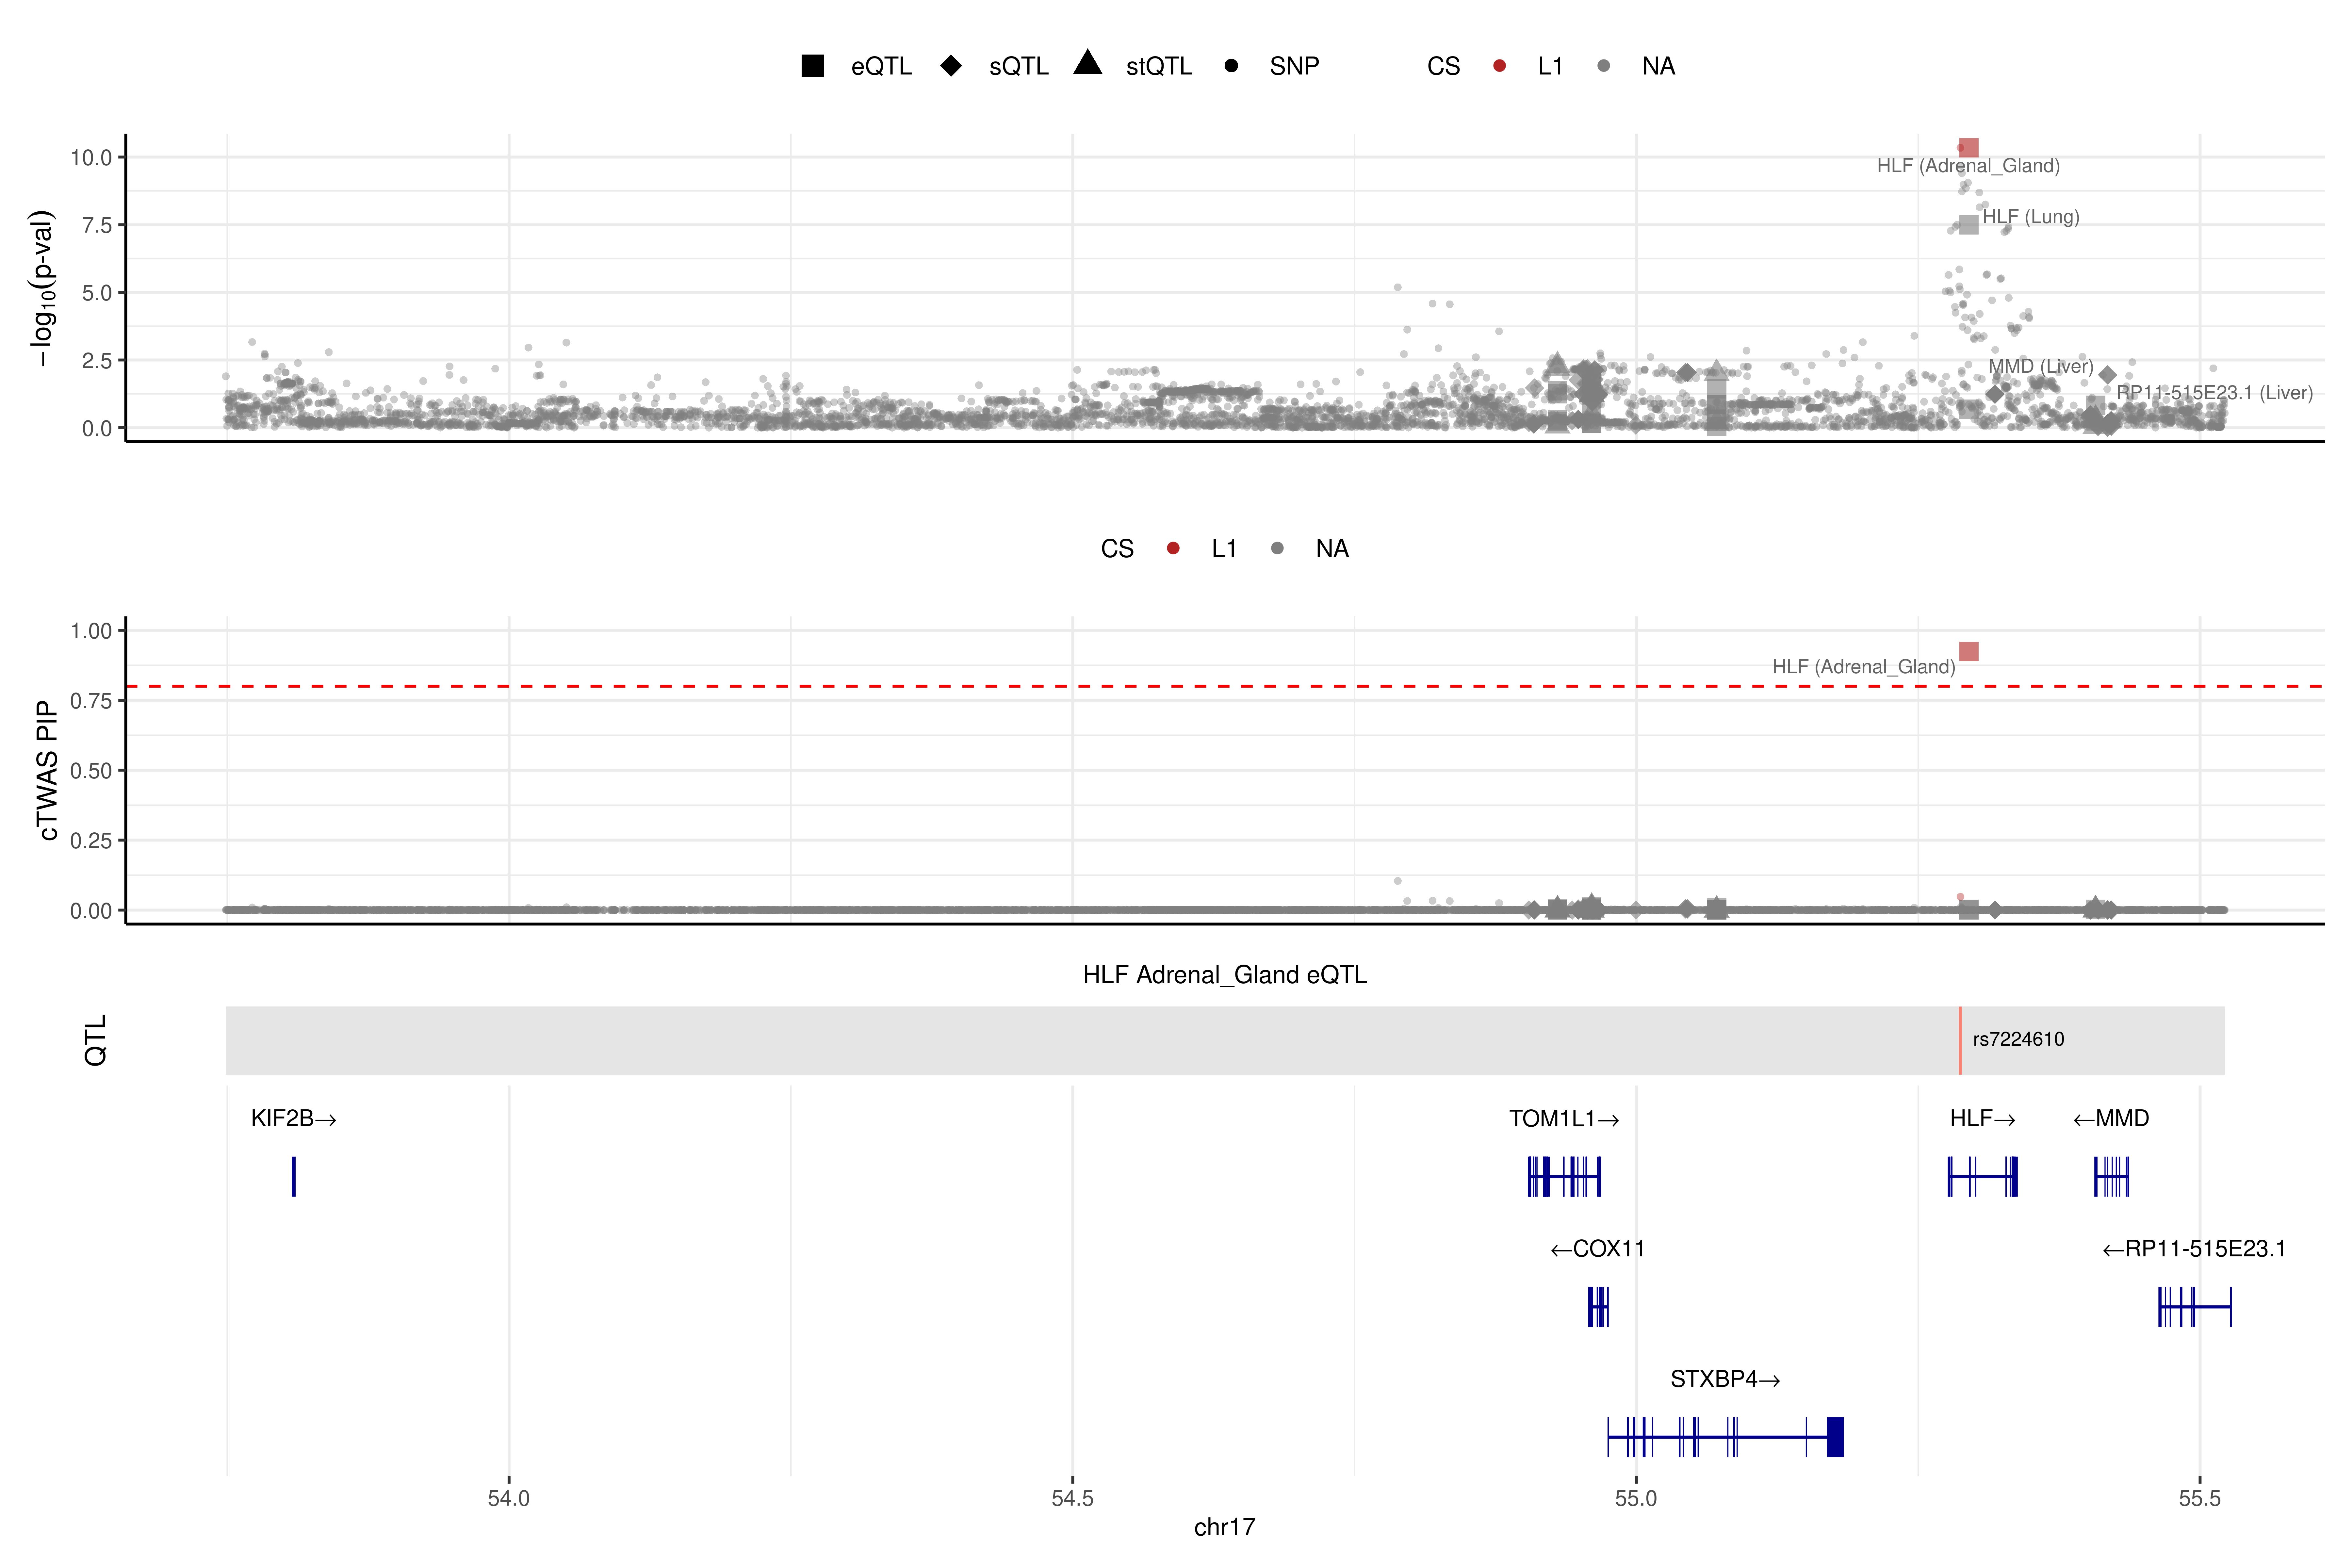 eQTL sQTL stQTL SNP CS L1 NA
−log10(p-val)
10.0
7.5
5.0
2.5
0.0
HLF (Adrenal_Gland)
HLF (Lung)
MMD (Liver)
RP11-515E23.1 (Liver)
CS L1 NA
cTWAS PIP
1.00
0.75
0.50
0.25
0.00
HLF (Adrenal_Gland)
HLF Adrenal_Gland eQTL
QTL
rs7224610
KIF2B→ TOM1L1→ HLF→ ←MMD
←COX11 ←RP11-515E23.1
STXBP4→
54.0 54.5 55.0 55.5
chr17